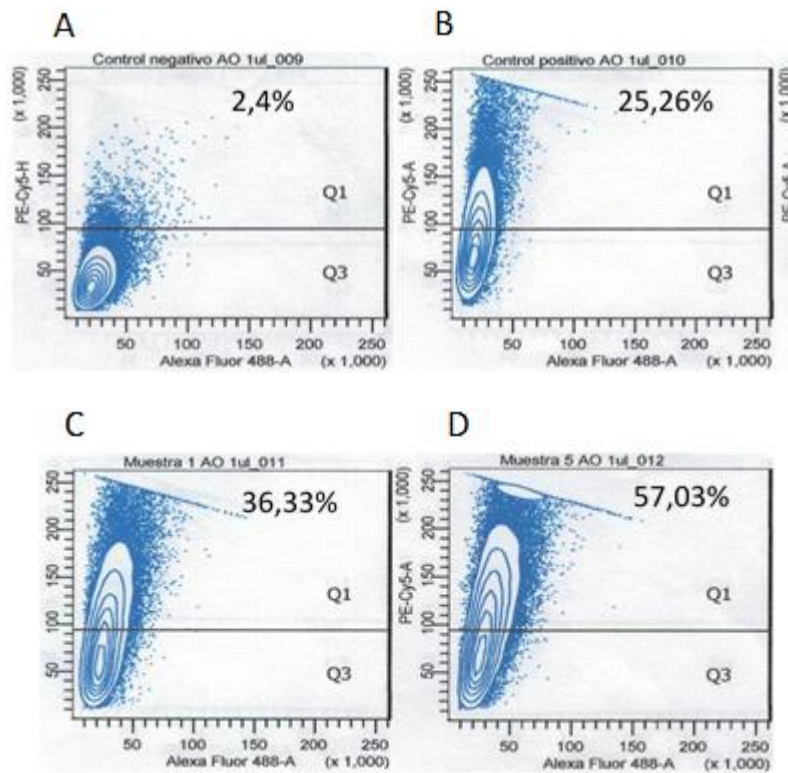 A
Control negativo AO 1ul_009
2,4%
PE-Cy5-H (x 1,000)
250
200
150
100
50
Q1
Q3
50 100 150 200 250
Alexa Fluor 488-A (x 1,000)
B
Control positivo AO 1ul_010
25,26%
PE-Cy5-A (x 1,000)
250
200
150
100
50
Q1
Q3
50 100 150 200 250
Alexa Fluor 488-A (x 1,000)
PE-Cy5-A (x 1,000)
C
Muestra 1 AO 1ul_011
36,33%
250
200
150
100
50
Q1
Q3
50 100 150 200 250
Alexa Fluor 488-A (x 1,000)
D
Muestra 5 AO 1ul_012
57,03%
PE-Cy5-A (x 1,000)
250
200
150
100
50
Q1
Q3
50 100 150 200 250
Alexa Fluor 488-A (x 1,000)